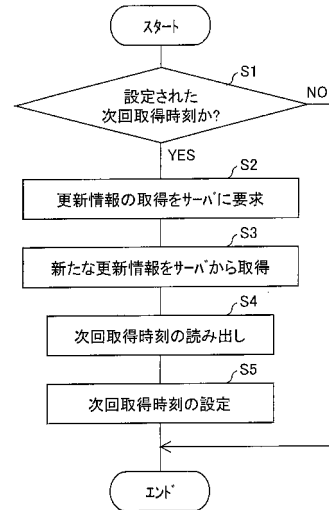 スタート
S1
NO
設定された
次回取得時刻か?
YES
S2
更新情報の取得をサーバに要求
S3
新たな更新情報をサーバから取得
S4
次回取得時刻の読み出し
S5
次回取得時刻の設定
エンド